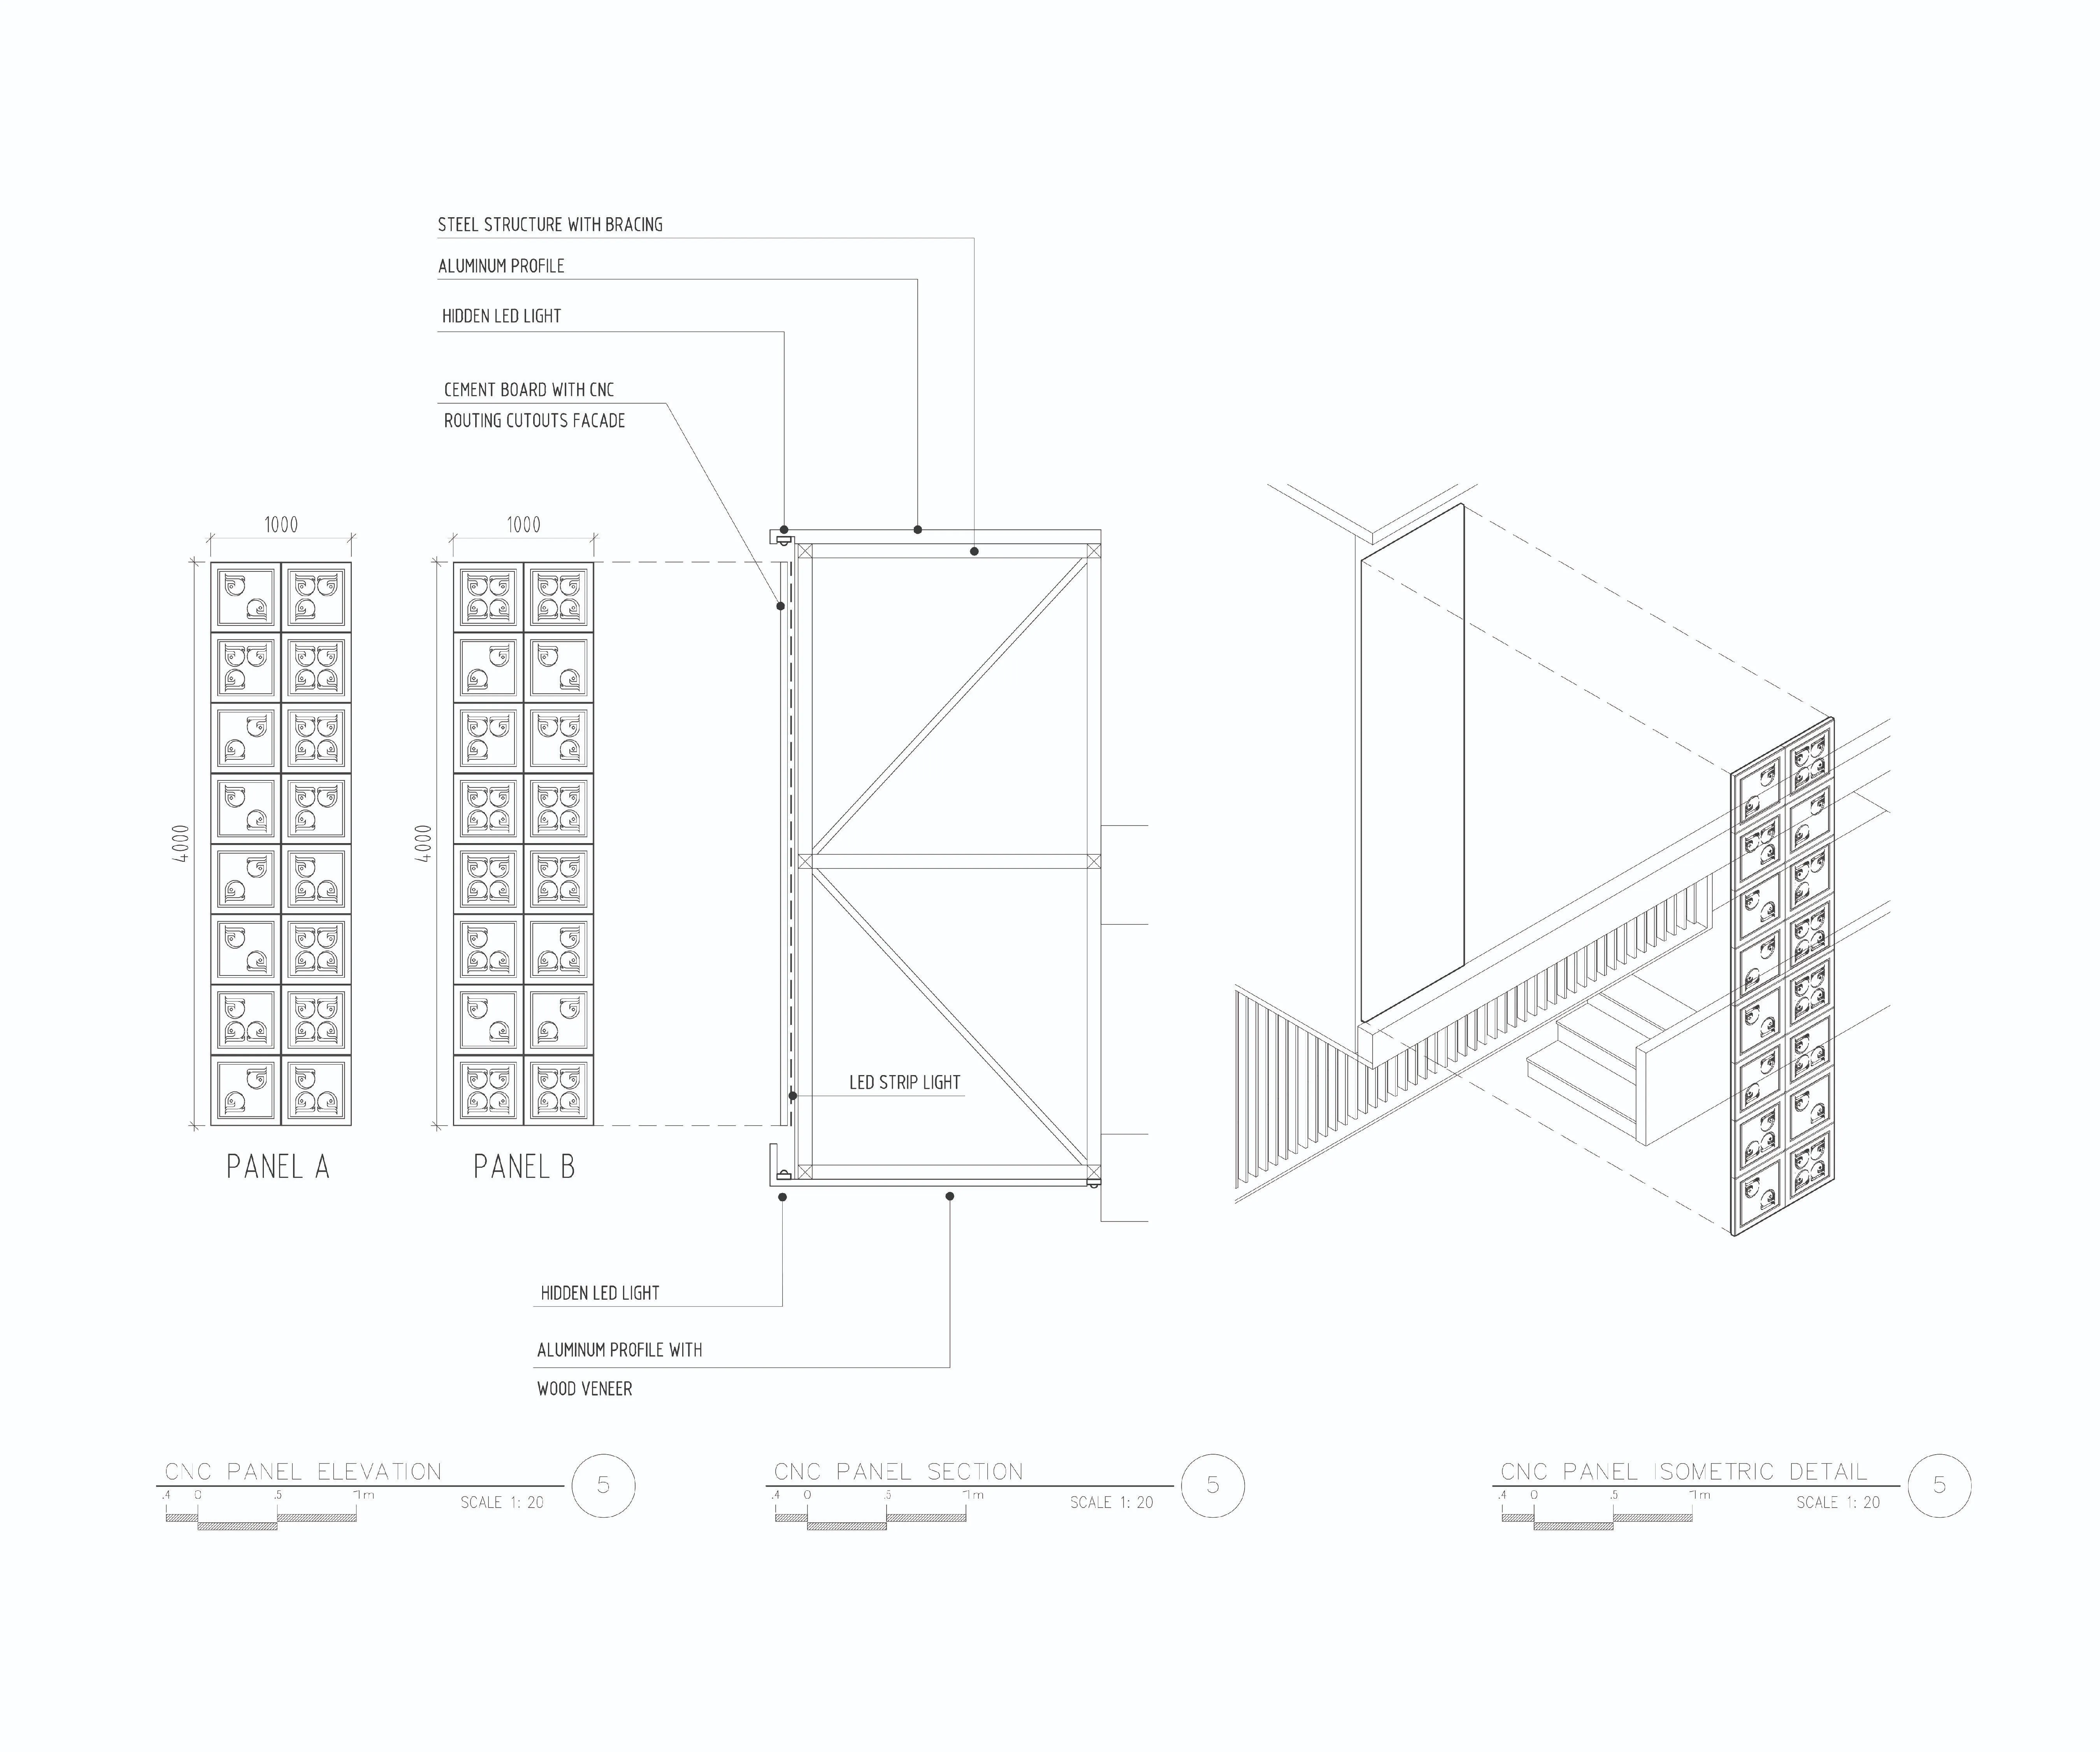 STEEL STRUCTURE WITH BRACING
ALUMINUM PROFILE
HIDDEN LED LIGHT
CEMENT BOARD WITH CNC
ROUTING CUTOUTS FACADE
1000
1000
4000
4000
LED STRIP LIGHT
PANEL A
PANEL B
HIDDEN LED LIGHT
ALUMINUM PROFILE WITH
WOOD VENEER
CNC PANEL ELEVATION
5
.4 0 .5 1m
SCALE 1: 20
CNC PANEL SECTION
5
.4 0 .5 1m
SCALE 1: 20
CNC PANEL ISOMETRIC DETAIL
5
.4 0 .5 1m
SCALE 1: 20